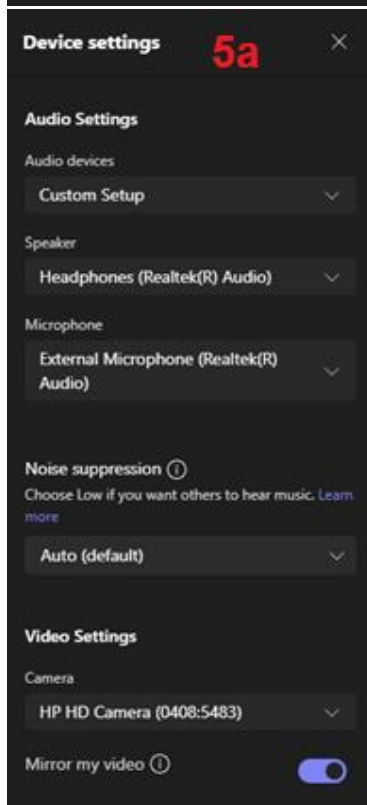 Device settings
5a
Audio Settings
Audio devices
Custom Setup
Speaker
Headphones (Realtek(R) Audio)
Microphone
External Microphone (Realtek(R)
Audio)
Noise suppression
Choose Low if you want others to hear music. Learn
more
Auto (default)
Video Settings
Camera
HP HD Camera (0408:5483)
Mirror my video